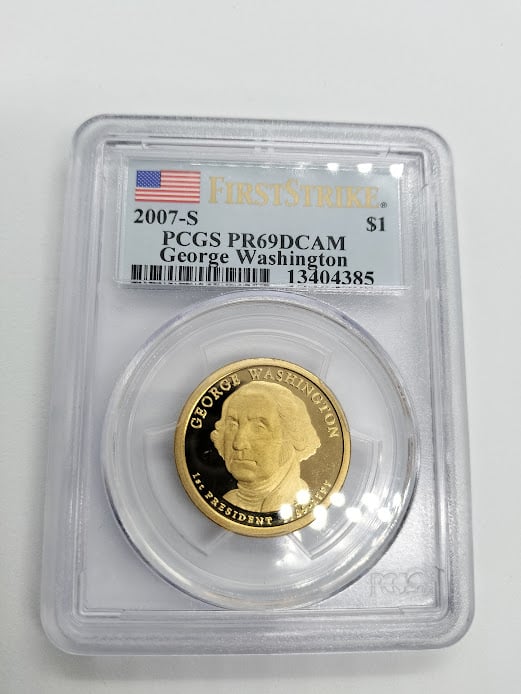 FIRSTSTRIKE®
2007-S $1
PCGS PR69DCAM
George Washington
13404385
GEORGE WASHINGTON
1st PRESIDENT
PCGS